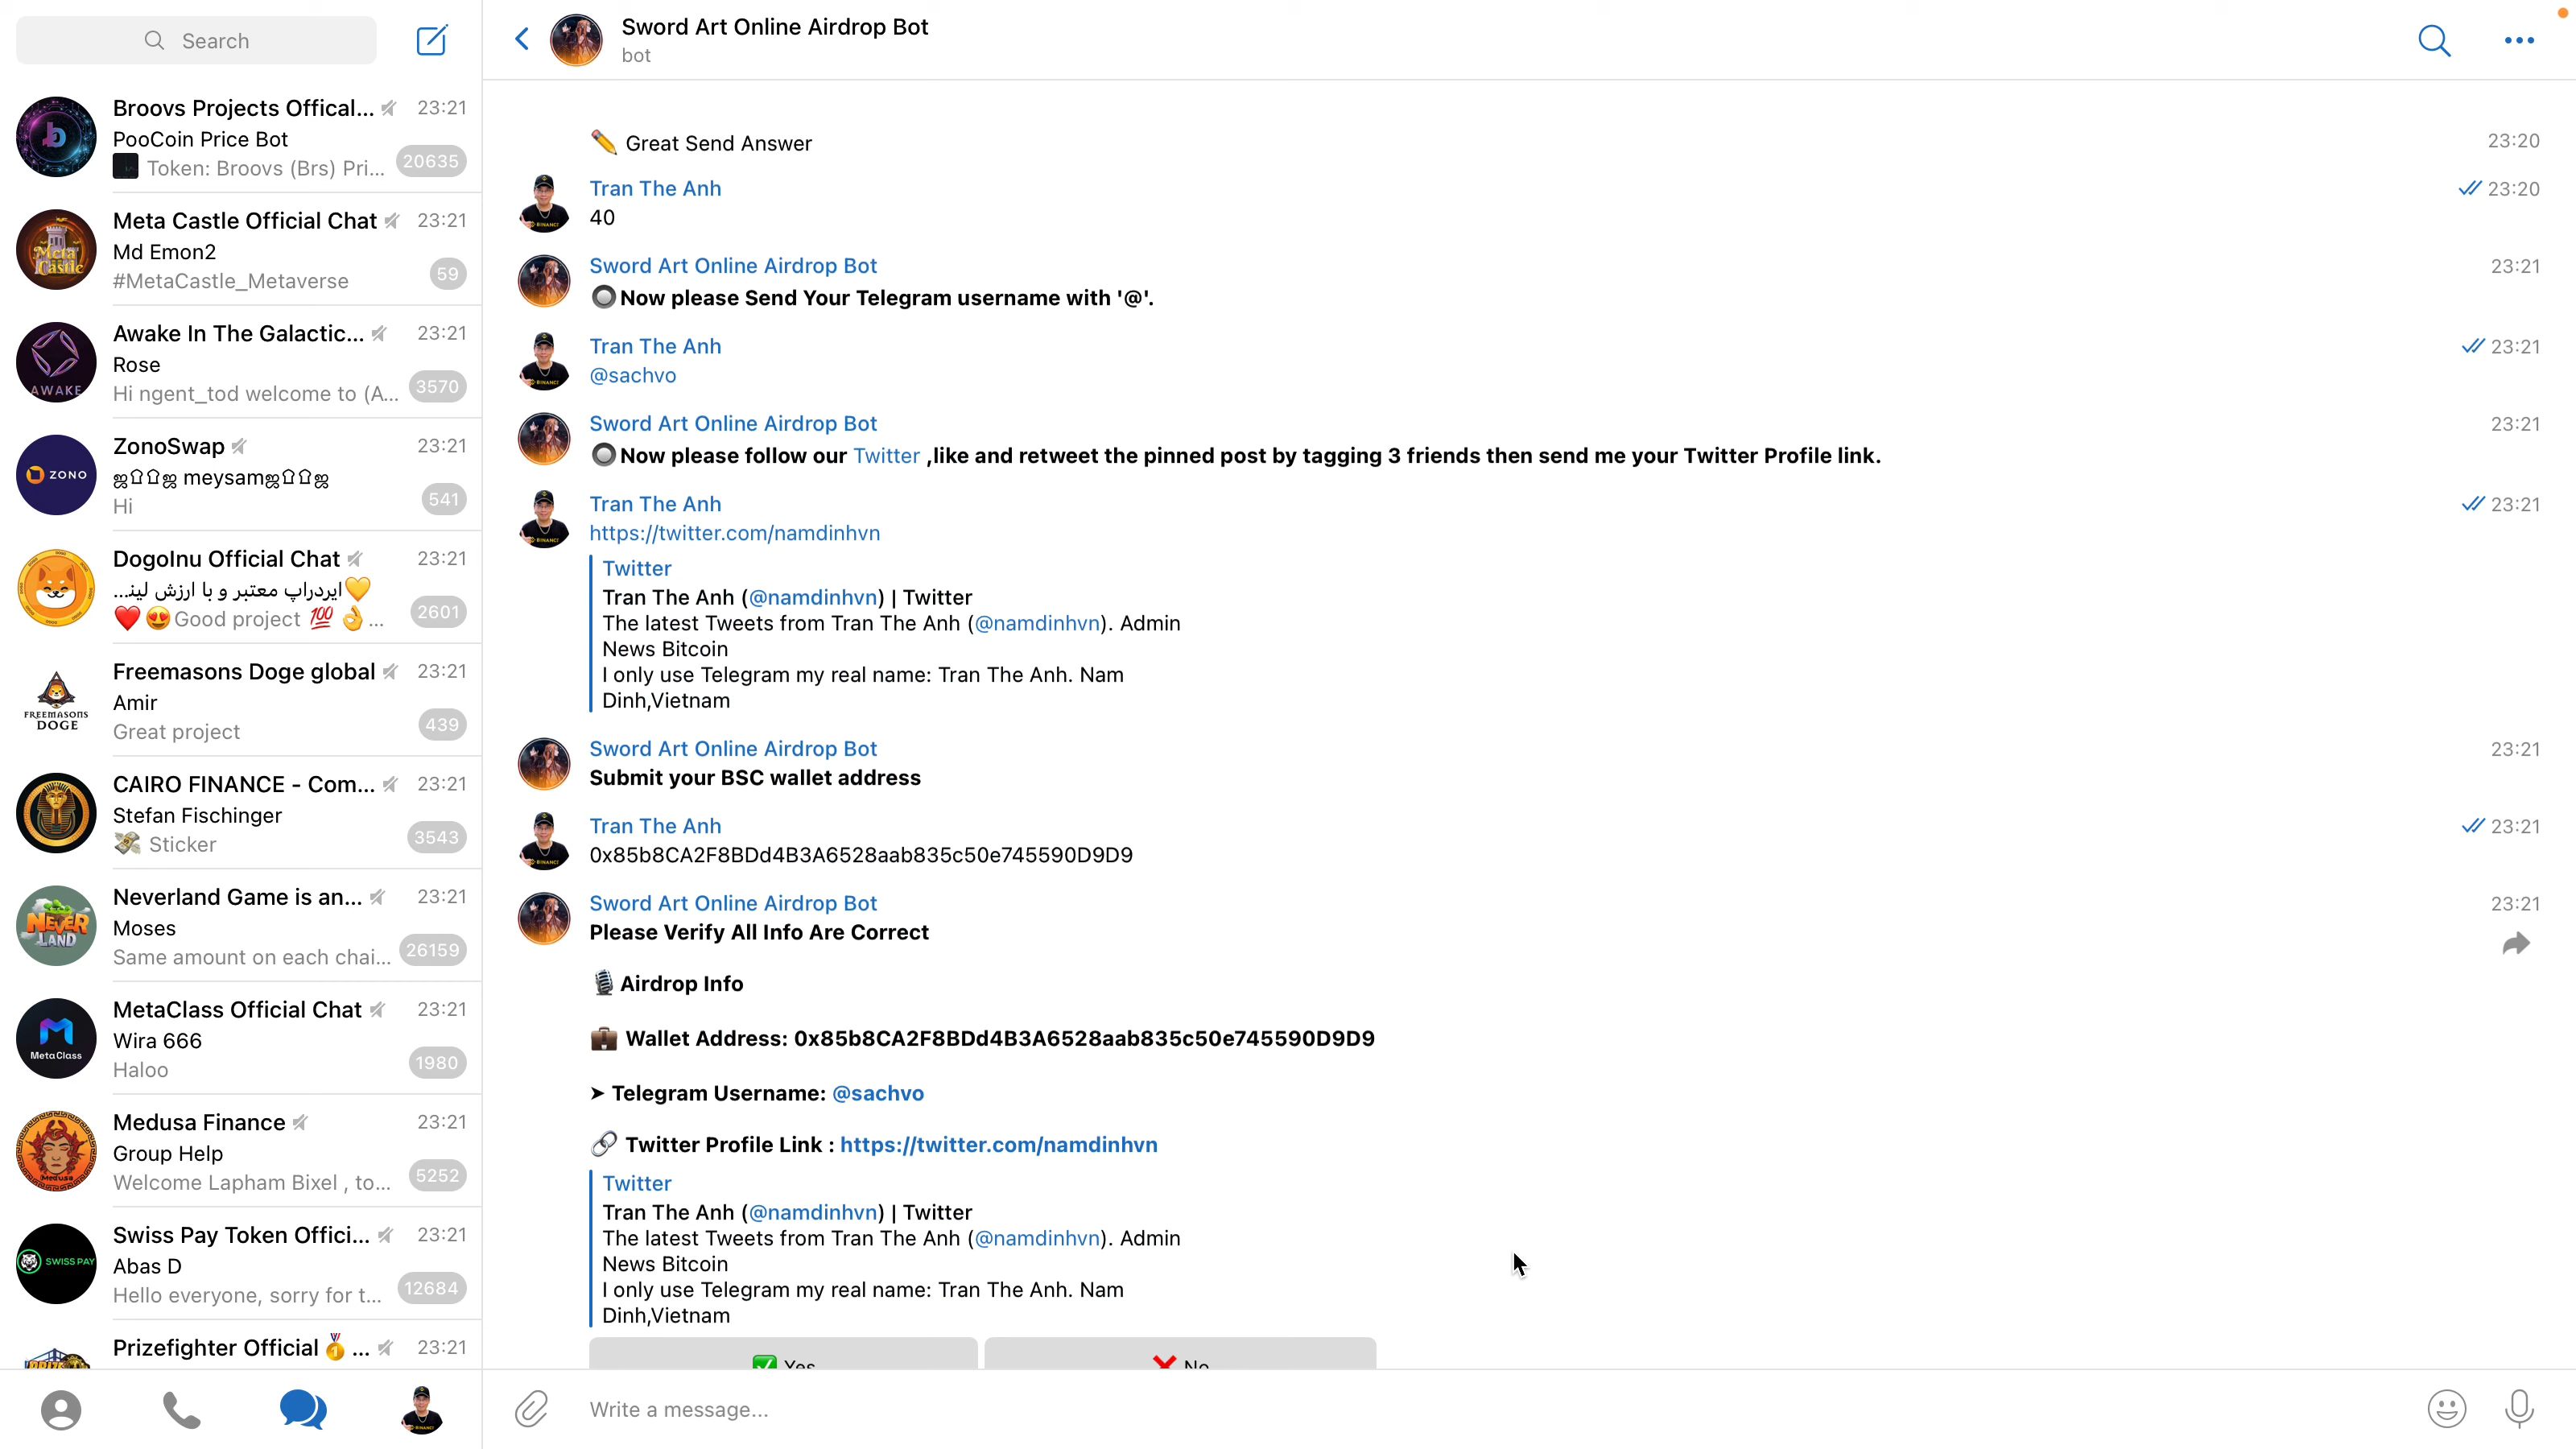 Search
Broovs Projects Offical... 23:21
PooCoin Price Bot
Token: Broovs (Brs) Pri... 20635
Meta Castle Official Chat 23:21
Md Emon2
#MetaCastle_Metaverse 59
Awake In The Galactic... 23:21
Rose
Hi ngent_tod welcome to (A... 3570
AWAKE
ZonoSwap 23:21
ஜ۩۩ஜ meysamஜ۩۩ஜ
Hi 541
ZONO
DogoInu Official Chat 23:21
💛ایردراپ معتبر و با ارزش لینـ...
❤️😍Good project 💯👌... 2601
Freemasons Doge global 23:21
Amir
Great project 439
FREEMASONS
DOGE
CAIRO FINANCE - Com... 23:21
Stefan Fischinger
💸 Sticker 3543
Neverland Game is an... 23:21
Moses
Same amount on each chai... 26159
NEVER
LAND
MetaClass Official Chat 23:21
Wira 666
Haloo 1980
MetaClass
Medusa Finance 23:21
Group Help
Welcome Lapham Bixel , to... 5252
Medusa
Swiss Pay Token Offici... 23:21
Abas D
Hello everyone, sorry for t... 12684
SWISS PAY
Prizefighter Official🥇... 23:21
Sword Art Online Airdrop Bot
bot
✏️ Great Send Answer 23:20
Tran The Anh 23:20
40
Sword Art Online Airdrop Bot 23:21
🔘Now please Send Your Telegram username with '@'.
Tran The Anh 23:21
@sachvo
Sword Art Online Airdrop Bot 23:21
🔘Now please follow our Twitter ,like and retweet the pinned post by tagging 3 friends then send me your Twitter Profile link.
Tran The Anh 23:21
https://twitter.com/namdinhvn
Twitter
Tran The Anh (@namdinhvn) | Twitter
The latest Tweets from Tran The Anh (@namdinhvn). Admin
News Bitcoin
I only use Telegram my real name: Tran The Anh. Nam
Dinh,Vietnam
Sword Art Online Airdrop Bot 23:21
Submit your BSC wallet address
Tran The Anh 23:21
0x85b8CA2F8BDd4B3A6528aab835c50e745590D9D9
Sword Art Online Airdrop Bot 23:21
Please Verify All Info Are Correct
🎙Airdrop Info
💼 Wallet Address: 0x85b8CA2F8BDd4B3A6528aab835c50e745590D9D9
➤ Telegram Username: @sachvo
🔗 Twitter Profile Link : https://twitter.com/namdinhvn
Twitter
Tran The Anh (@namdinhvn) | Twitter
The latest Tweets from Tran The Anh (@namdinhvn). Admin
News Bitcoin
I only use Telegram my real name: Tran The Anh. Nam
Dinh,Vietnam
✅ Yes ❌ No
Write a message...